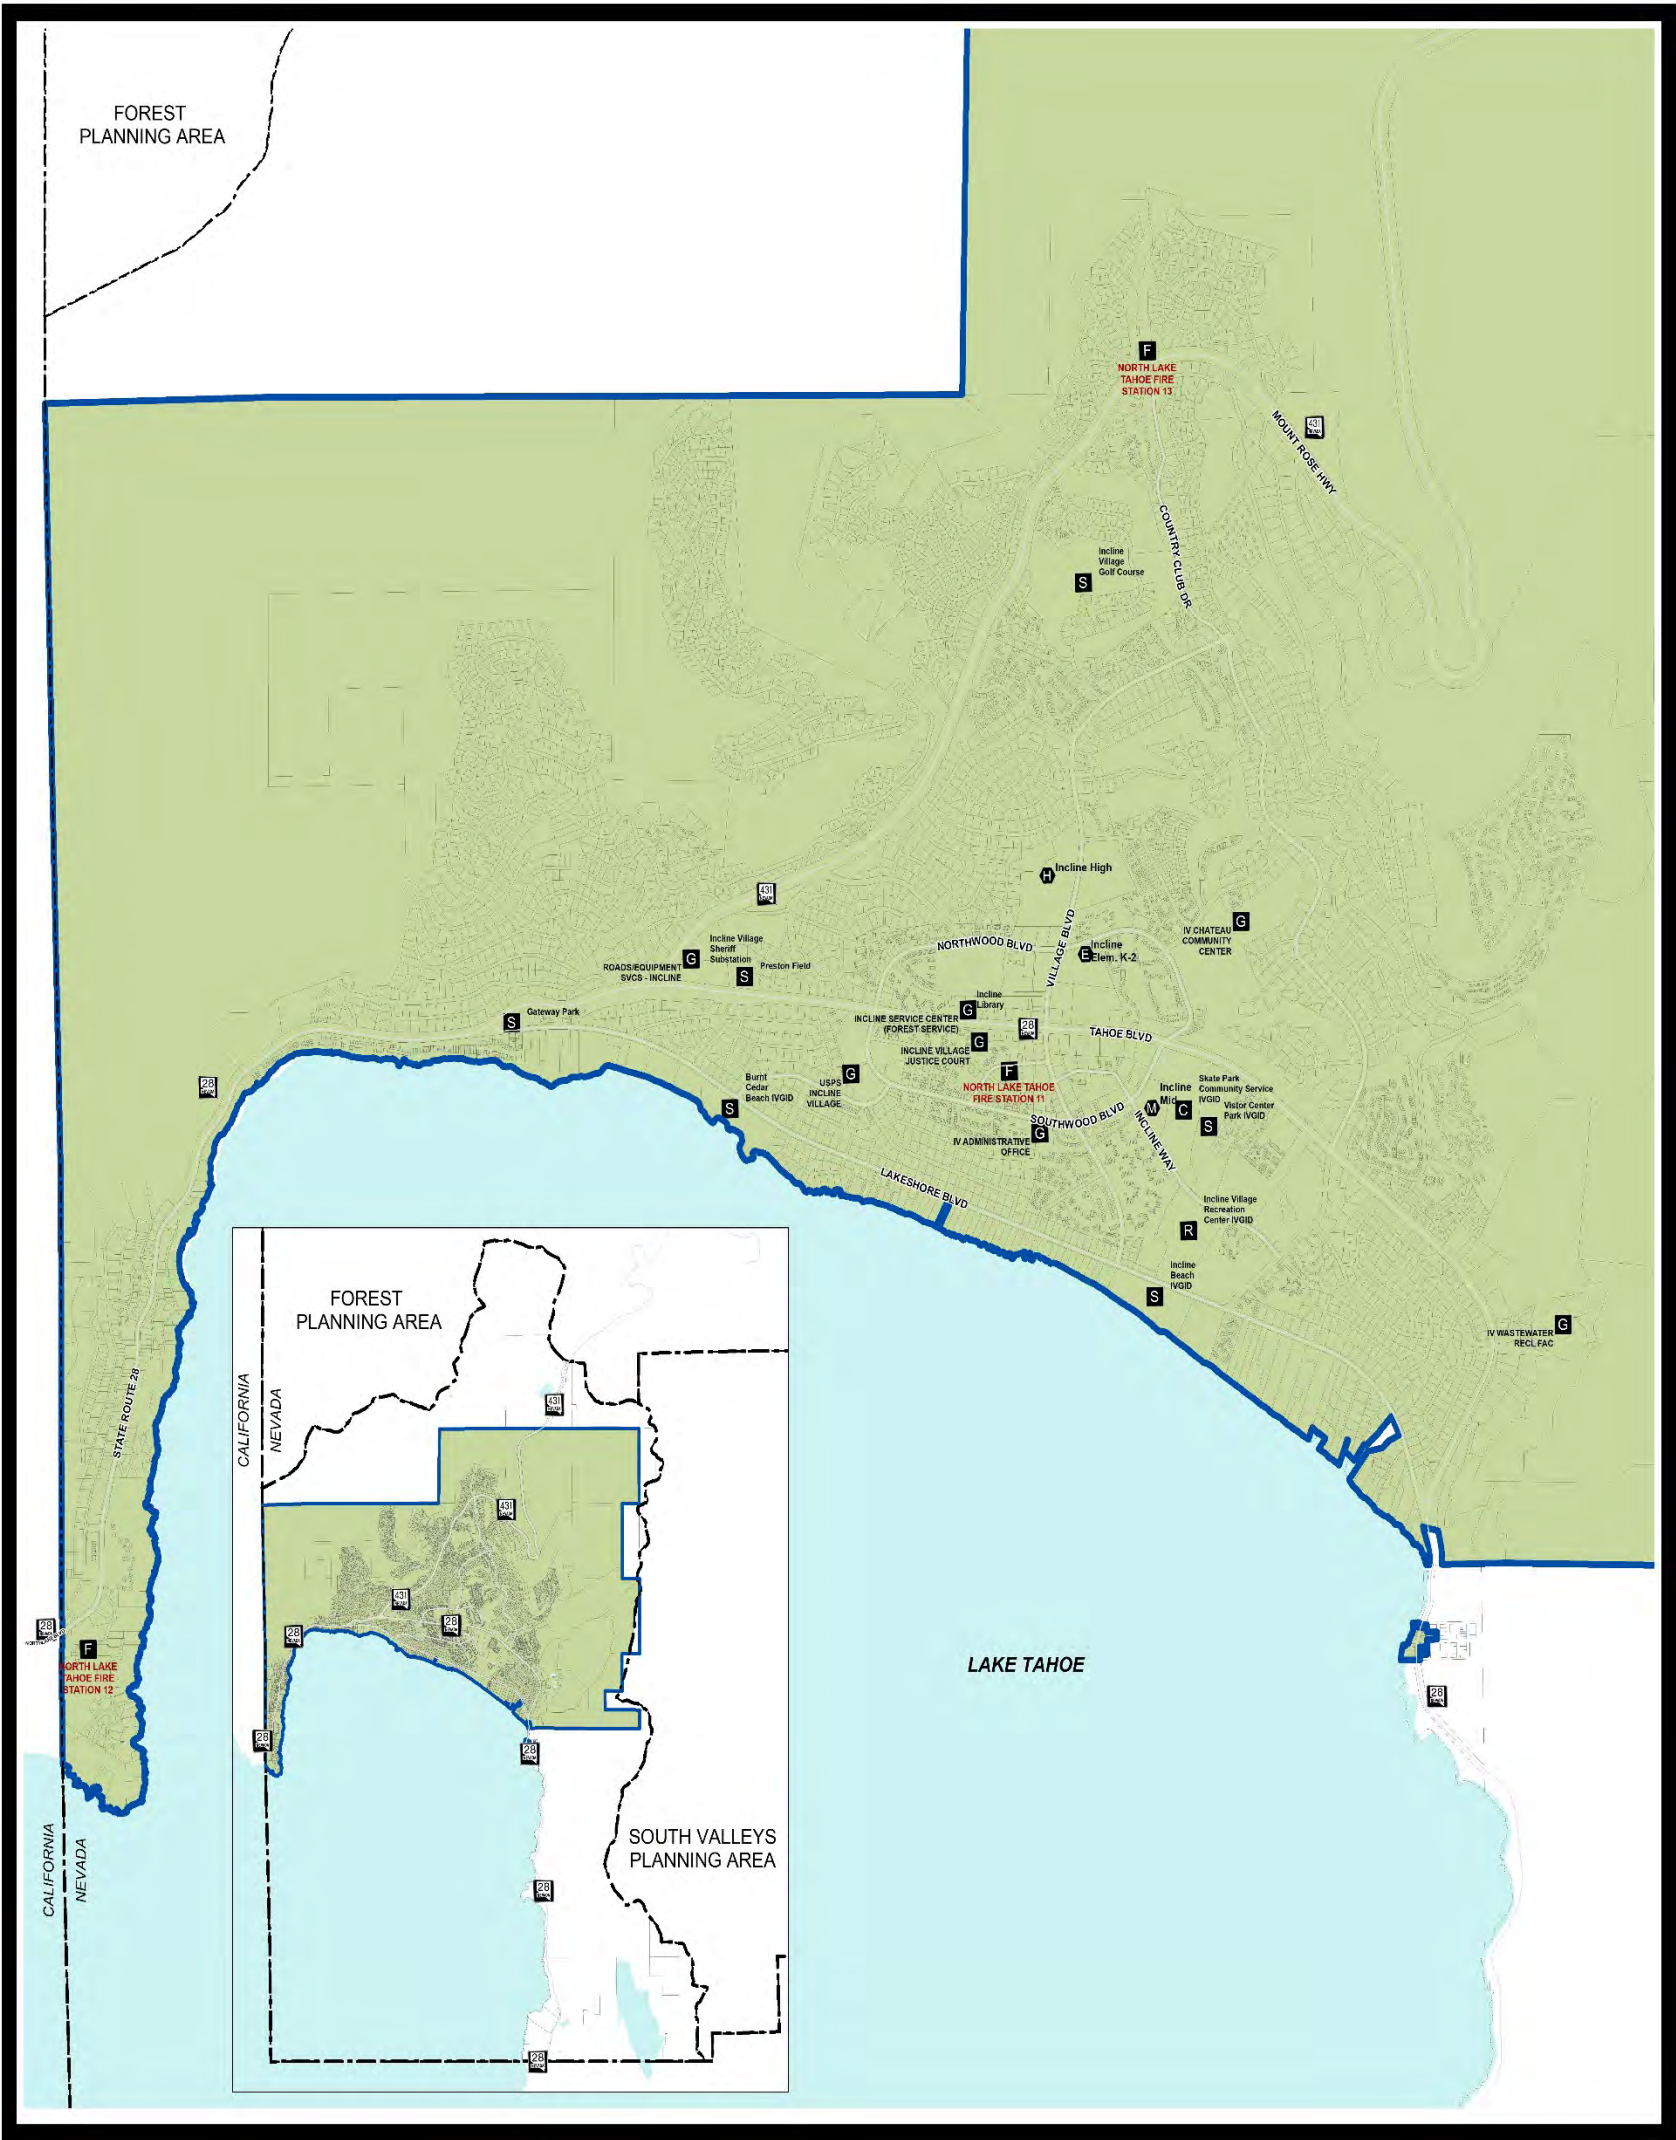 FOREST
PLANNING AREA
F
NORTH LAKE
TAHOE FIRE
STATION 13
431
MOUNT ROSE HWY
COUNTRY CLUB DR
Incline
Village
Golf Course
S
H
Incline High
431
NORTHWOOD BLVD
VILLAGE BLVD
E
Incline
Elem. K-2
G
IV CHATEAU
COMMUNITY
CENTER
Incline Village
Sheriff
Substation
G
ROADS/EQUIPMENT
SVCS - INCLINE
S
Preston Field
S
Gateway Park
Incline
Library
G
INCLINE SERVICE CENTER
(FOREST SERVICE)
28
TAHOE BLVD
G
INCLINE VILLAGE
JUSTICE COURT
F
NORTH LAKE TAHOE
FIRE STATION 11
28
Burnt
Cedar
Beach IVGID
S
G
USPS
INCLINE
VILLAGE
SOUTHWOOD BLVD
G
IV ADMINISTRATIVE
OFFICE
Incline
Mid
M
C
Skate Park
Community Service
IVGID
Vistor Center
Park IVGID
S
INCLINE WAY
LAKESHORE BLVD
Incline Village
Recreation
Center IVGID
R
Incline
Beach
IVGID
S
G
IV WASTEWATER
RECL FAC
STATE ROUTE 28
28
F
NORTH LAKE
TAHOE FIRE
STATION 12
CALIFORNIA
NEVADA
LAKE TAHOE
28
FOREST
PLANNING AREA
CALIFORNIA
NEVADA
431
431
431
28
28
28
28
SOUTH VALLEYS
PLANNING AREA
28
28